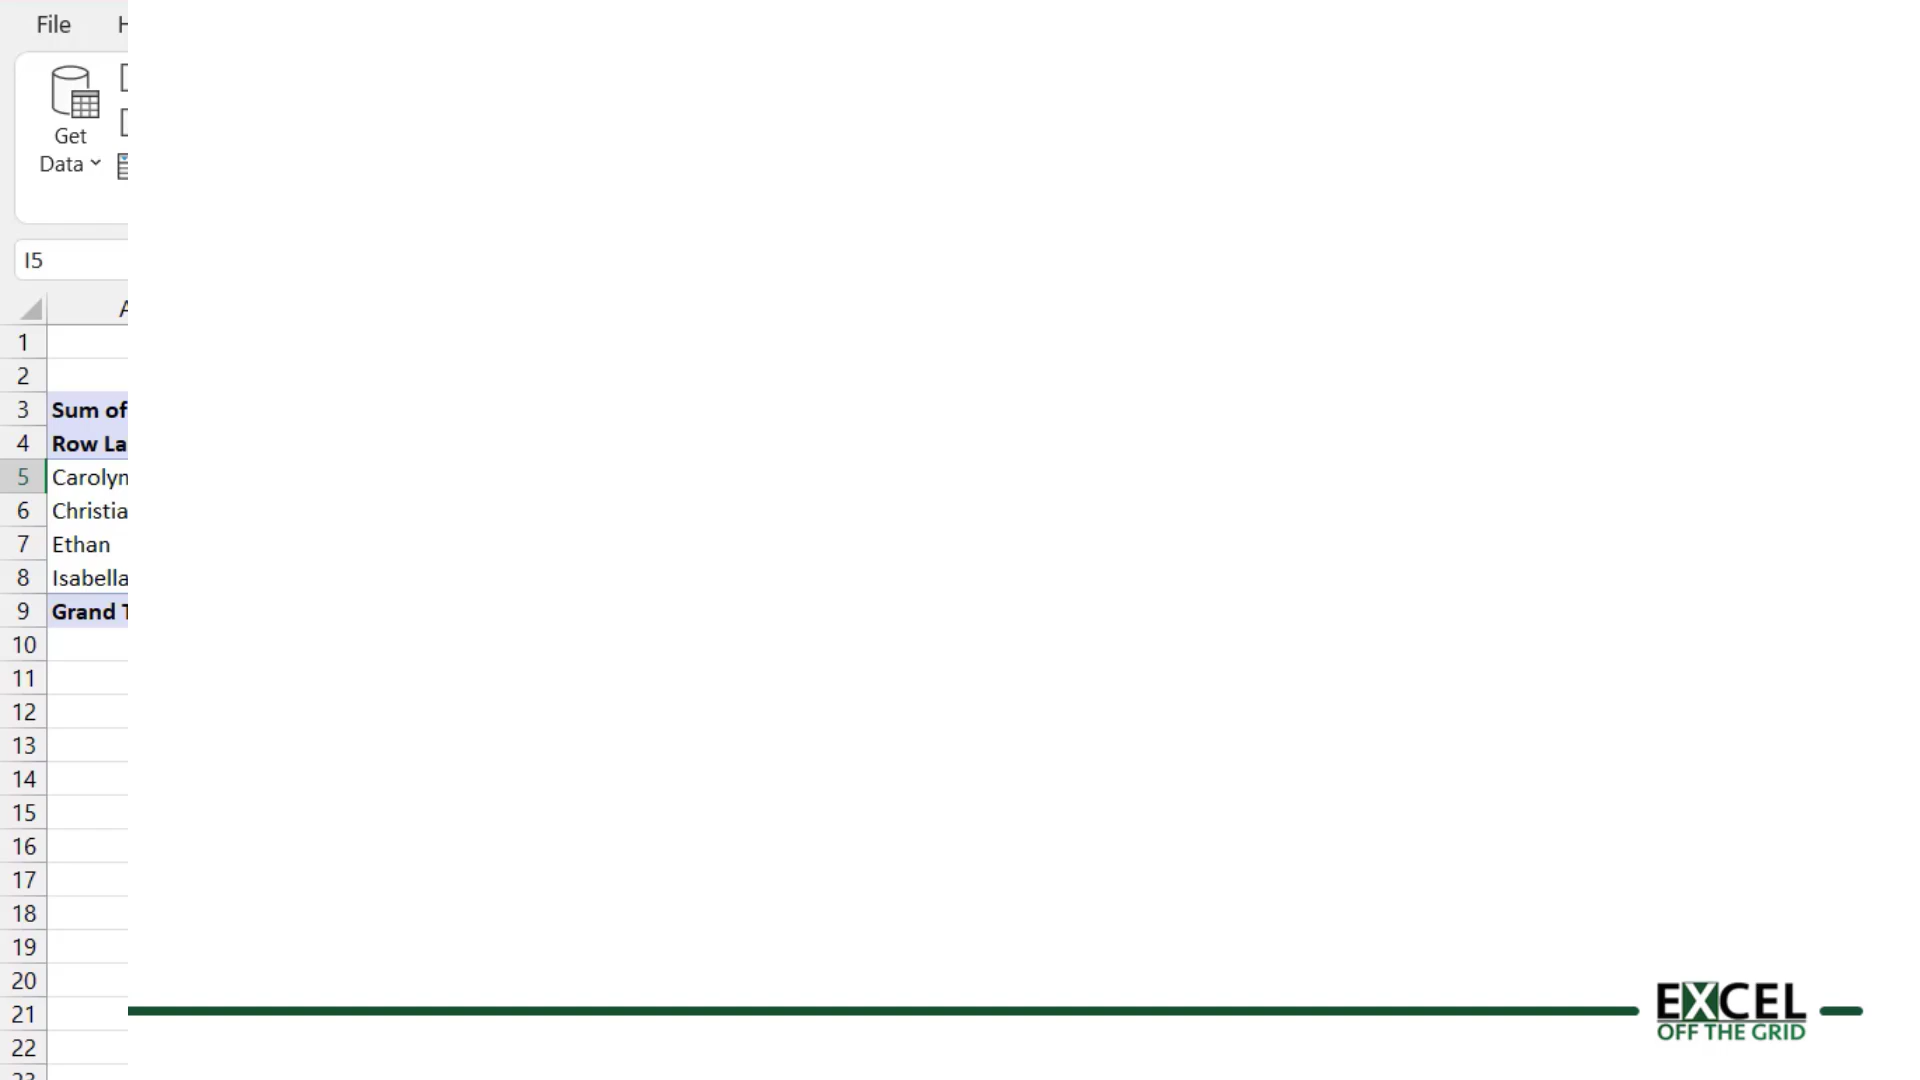 File
Get
Data
I5
1
2
3 Sum of
4 Row La
5 Carolyn
6 Christia
7 Ethan
8 Isabella
9 Grand
10
11
12
13
14
15
16
17
18
19
20
21
22
EXCEL
OFF THE GRID